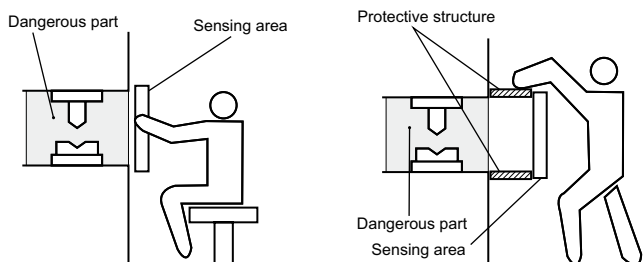 Dangerous part
Sensing area
Protective structure
Dangerous part
Sensing area